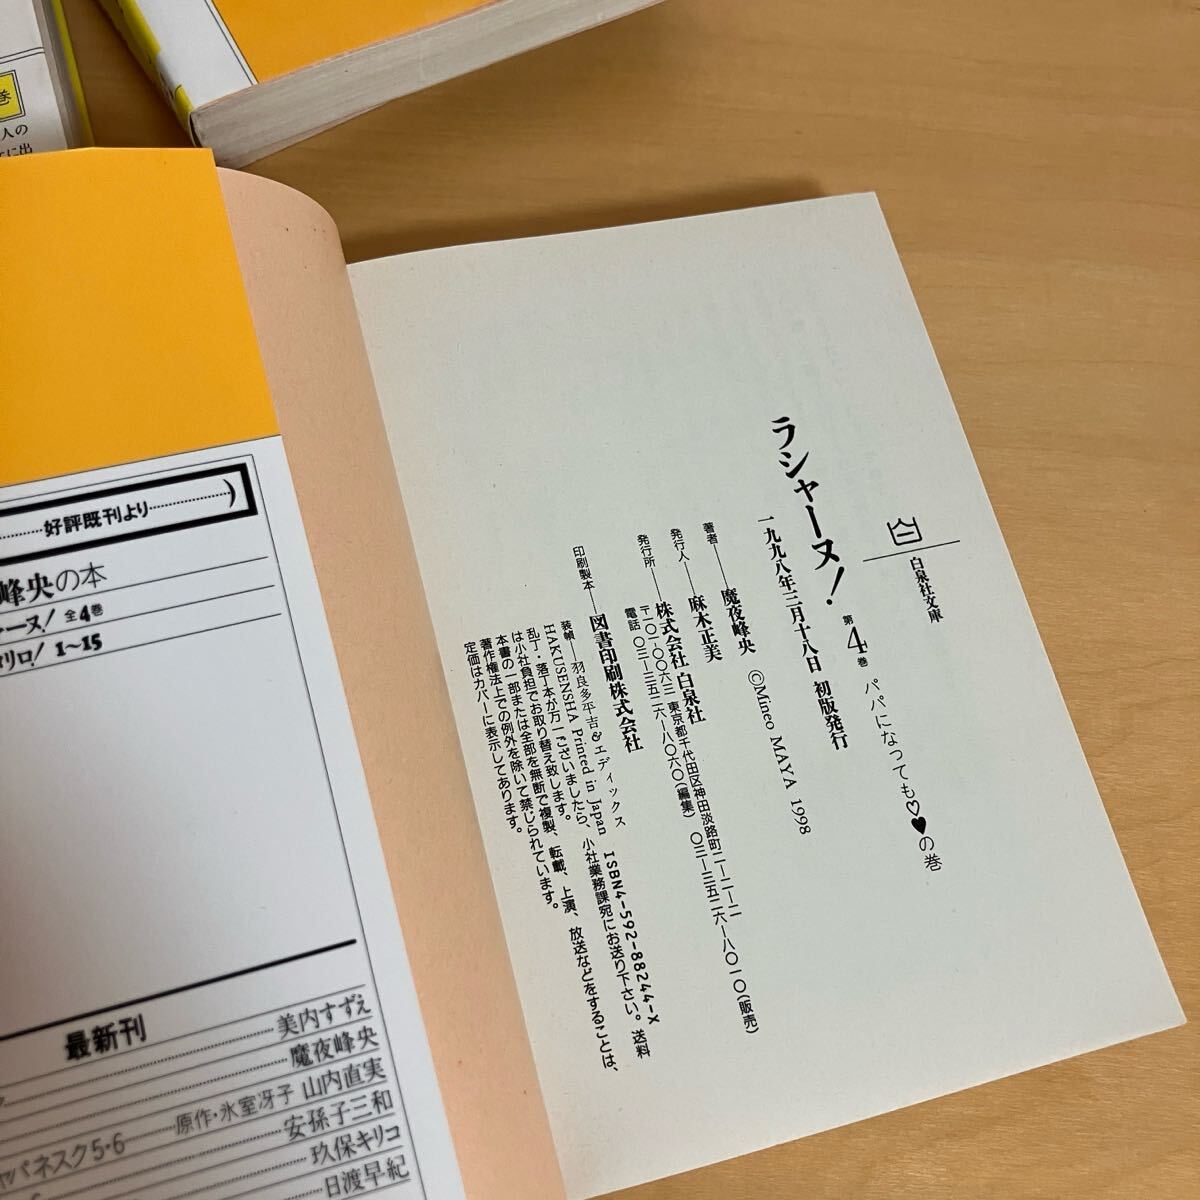 白泉社文庫
ラシャーヌ! 第4巻 パパになっても♡♥の巻
一九九八年三月十八日 初版発行
著者――魔夜峰央 ©Mineo MAYA 1998
発行人――麻木正美
発行所――株式会社 白泉社
〒一〇一-〇〇六三 東京都千代田区神田淡路町二-二-二
電話 〇三-三五二六-八〇六〇(編集) 〇三-三五二六-八〇一〇(販売)
印刷製本――図書印刷株式会社
装幀――羽良多平吉&エディックス
HAKUSENSHA Printed in Japan ISBN4-592-88244-X
乱丁・落丁本が万一ございましたら、小社業務課宛にお送り下さい。送料
は小社負担でお取り替え致します。
本書の一部または全部を無断で複製、転載、上演、放送などをすることは、
著作権法上での例外を除いて禁じられています。
定価はカバーに表示してあります。
巻
人の
に出
好評既刊より
峰央の本
ャーヌ! 全4巻
リロ! 1~15
最新刊
美内すずえ
魔夜峰央
原作・氷室冴子 山内直実
ャパネスク5・6
安孫子三和
玖保キリコ
日渡早紀